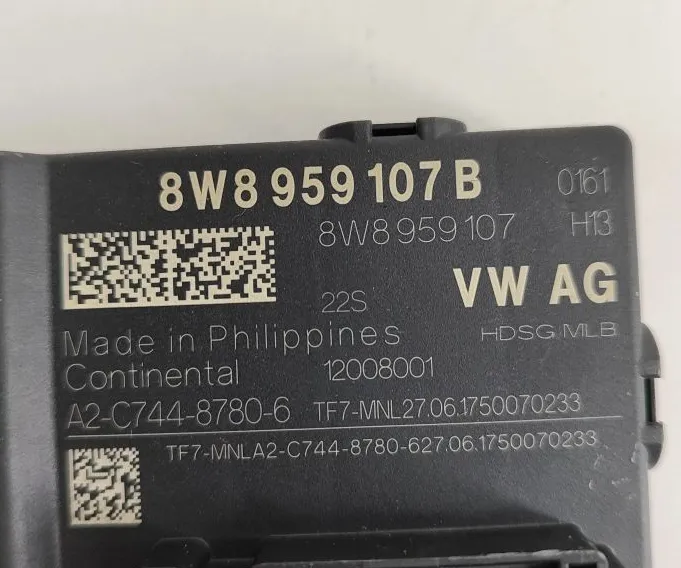 8W8 959 107 B 0161
8W8 959 107 H13
22S VW AG
Made in Philippines HDSG MLB
Continental 12008001
A2-C744-8780-6 TF7-MNL27.06.1750070233
TF7-MNLA2-C744-8780-627.06.1750070233